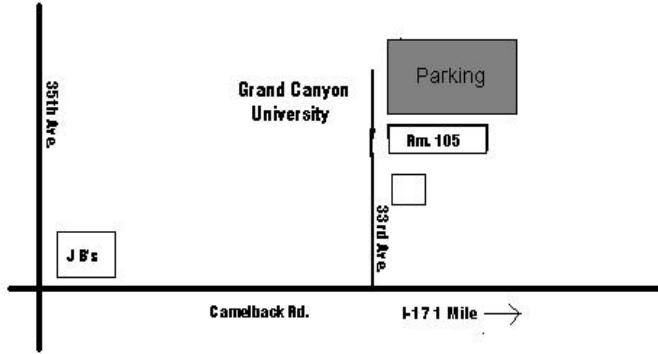 35th Ave.
Grand Canyon
University
Parking
Rm. 105
33rd Ave.
J B's
Camelback Rd.
I-17 1 Mile